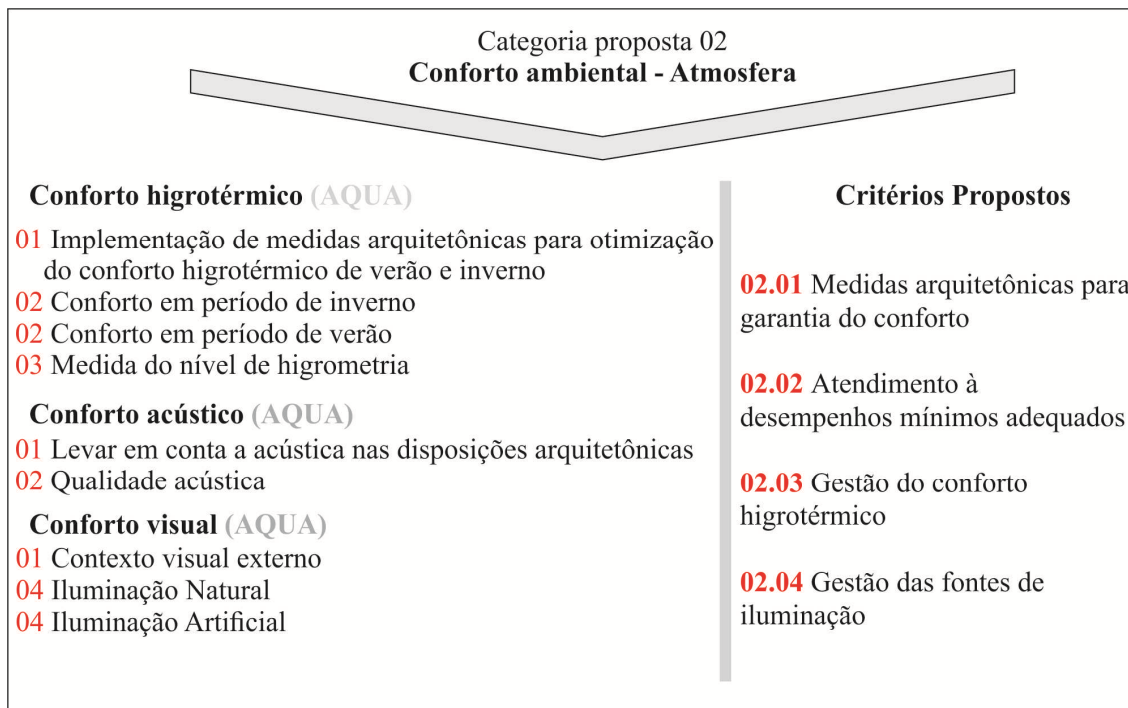 Categoria proposta 02
Conforto ambiental - Atmosfera
Conforto higrotérmico (AQUA)
01 Implementação de medidas arquitetônicas para otimização
do conforto higrotérmico de verão e inverno
02 Conforto em período de inverno
02 Conforto em período de verão
03 Medida do nível de higrometria
Conforto acústico (AQUA)
01 Levar em conta a acústica nas disposições arquitetônicas
02 Qualidade acústica
Conforto visual (AQUA)
01 Contexto visual externo
04 Iluminação Natural
04 Iluminação Artificial
Critérios Propostos
02.01 Medidas arquitetônicas para
garantia do conforto
02.02 Atendimento à
desempenhos mínimos adequados
02.03 Gestão do conforto
higrotérmico
02.04 Gestão das fontes de
iluminação